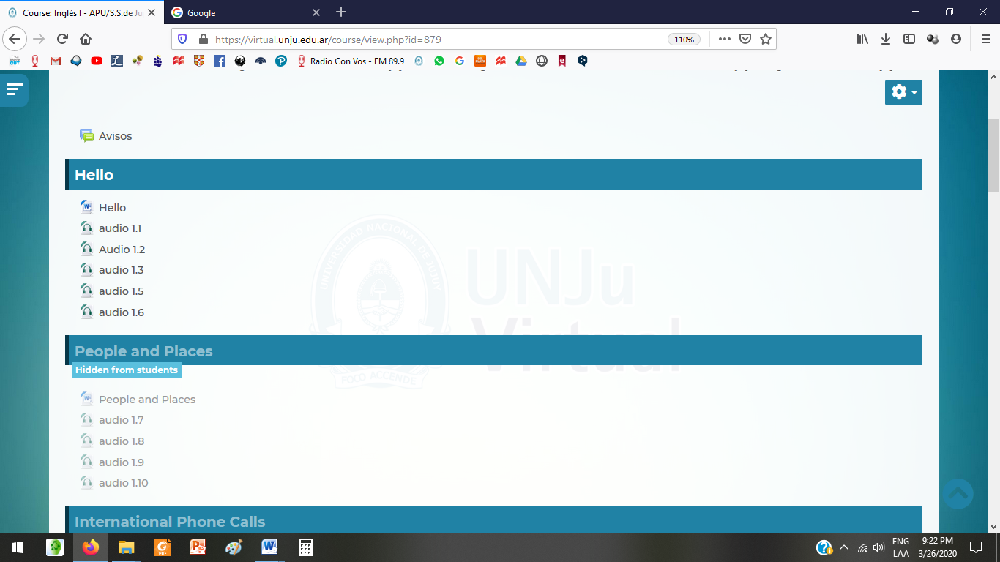 Course: Inglés I - APU/S.S.de Ju
Google
https://virtual.unju.edu.ar/course/view.php?id=879
110%
Radio Con Vos - FM 89.9
Avisos
Hello
Hello
audio 1.1
Audio 1.2
audio 1.3
audio 1.5
audio 1.6
UNIVERSIDAD NACIONAL DE JUJUY
UNJu
Virtual
People and Places
Hidden from students
FOCO ACCENDE
People and Places
audio 1.7
audio 1.8
audio 1.9
audio 1.10
International Phone Calls
ENG
LAA
9:22 PM
3/26/2020